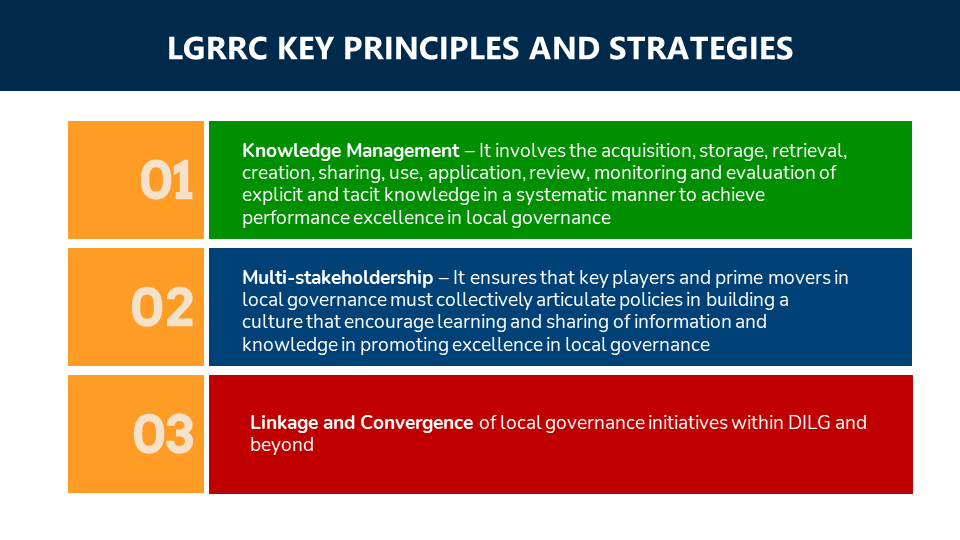 LGRRC KEY PRINCIPLES AND STRATEGIES
01
Knowledge Management – It involves the acquisition, storage, retrieval,
creation, sharing, use, application, review, monitoring and evaluation of
explicit and tacit knowledge in a systematic manner to achieve
performance excellence in local governance
02
Multi-stakeholdership – It ensures that key players and prime movers in
local governance must collectively articulate policies in building a
culture that encourage learning and sharing of information and
knowledge in promoting excellence in local governance
03
Linkage and Convergence of local governance initiatives within DILG and
beyond